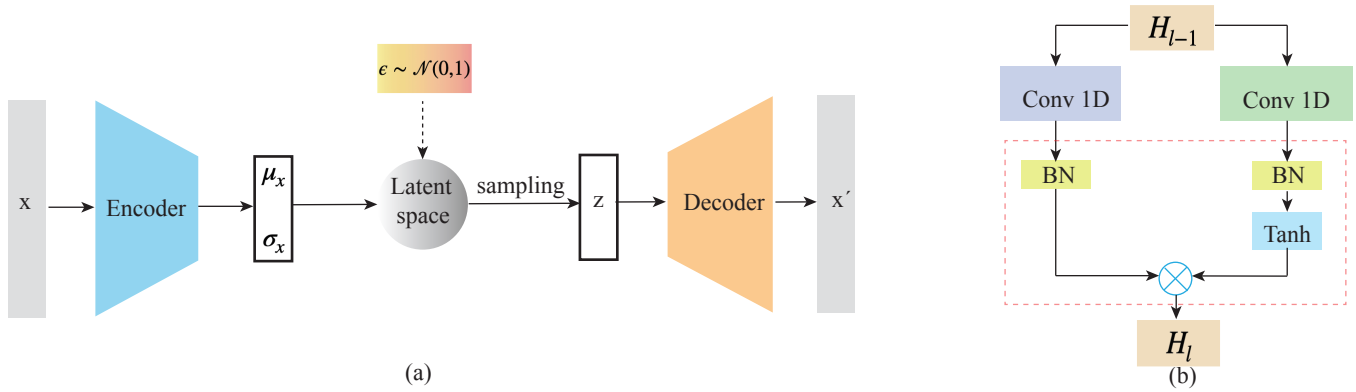 x
Encoder
μₓ
σₓ
ϵ ∼ 𝒩(0,1)
Latent
space
sampling
z
Decoder
x´
(a)
Hₗ₋₁
Conv 1D
Conv 1D
BN
BN
Tanh
Hₗ
(b)